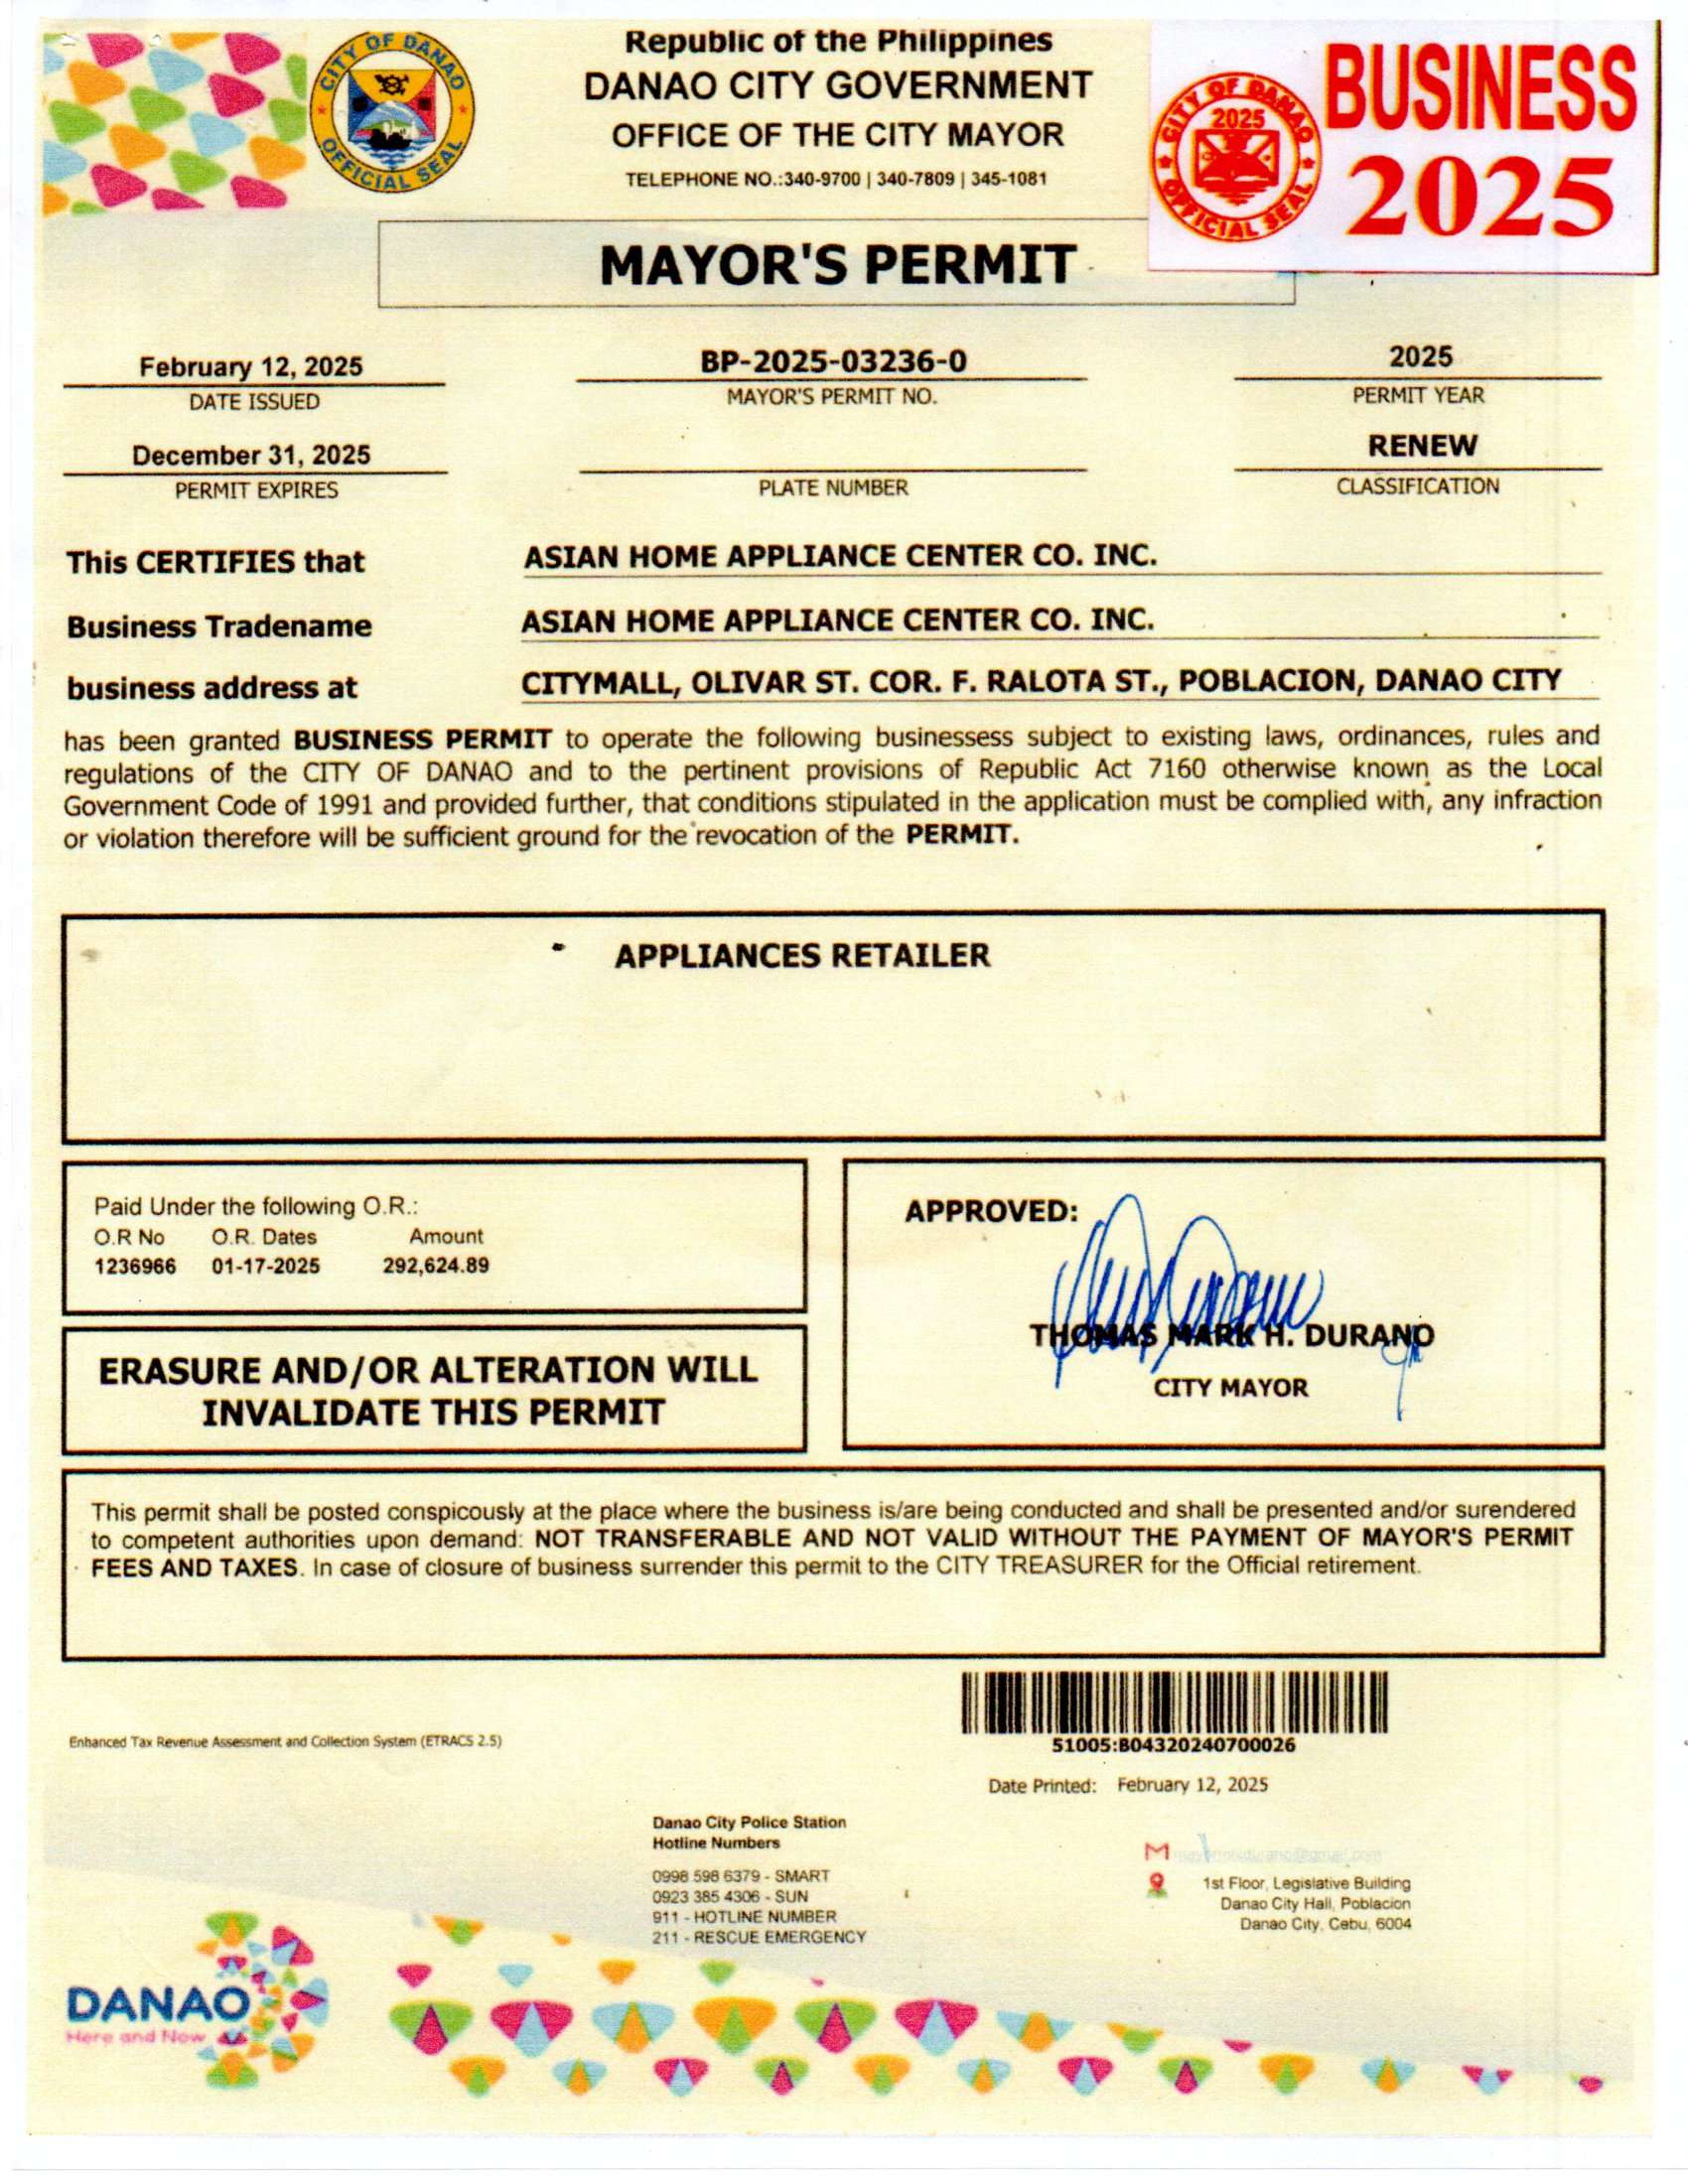 CITY OF DANAO
OFFICIAL SEAL
Republic of the Philippines
DANAO CITY GOVERNMENT
OFFICE OF THE CITY MAYOR
TELEPHONE NO.:340-9700 | 340-7809 | 345-1081
CITY OF DANAO
2025
OFFICIAL SEAL
BUSINESS
2025
MAYOR'S PERMIT
February 12, 2025
DATE ISSUED
BP-2025-03236-0
MAYOR'S PERMIT NO.
2025
PERMIT YEAR
December 31, 2025
PERMIT EXPIRES
PLATE NUMBER
RENEW
CLASSIFICATION
This CERTIFIES that ASIAN HOME APPLIANCE CENTER CO. INC.
Business Tradename ASIAN HOME APPLIANCE CENTER CO. INC.
business address at CITYMALL, OLIVAR ST. COR. F. RALOTA ST., POBLACION, DANAO CITY
has been granted BUSINESS PERMIT to operate the following businessess subject to existing laws, ordinances, rules and
regulations of the CITY OF DANAO and to the pertinent provisions of Republic Act 7160 otherwise known as the Local
Government Code of 1991 and provided further, that conditions stipulated in the application must be complied with, any infraction
or violation therefore will be sufficient ground for the revocation of the PERMIT.
APPLIANCES RETAILER
Paid Under the following O.R.:
O.R No O.R. Dates Amount
1236966 01-17-2025 292,624.89
ERASURE AND/OR ALTERATION WILL
INVALIDATE THIS PERMIT
APPROVED:
THOMAS MARK H. DURANO
CITY MAYOR
This permit shall be posted conspicously at the place where the business is/are being conducted and shall be presented and/or surendered
to competent authorities upon demand: NOT TRANSFERABLE AND NOT VALID WITHOUT THE PAYMENT OF MAYOR'S PERMIT
FEES AND TAXES. In case of closure of business surrender this permit to the CITY TREASURER for the Official retirement.
Enhanced Tax Revenue Assessment and Collection System (ETRACS 2.5)
51005:B04320240700026
Date Printed: February 12, 2025
Danao City Police Station
Hotline Numbers
0998 598 6379 - SMART
0923 385 4306 - SUN
911 - HOTLINE NUMBER
211 - RESCUE EMERGENCY
1st Floor, Legislative Building
Danao City Hall, Poblacion
Danao City, Cebu, 6004
DANAO
Here and Now